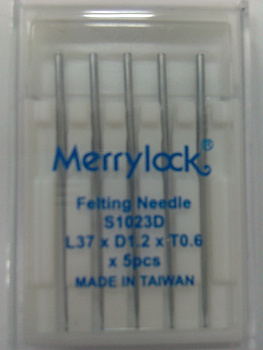 Merrylock®
Felting Needle
S1023D
L37 x D1.2 x T0.6
x 5pcs
MADE IN TAIWAN